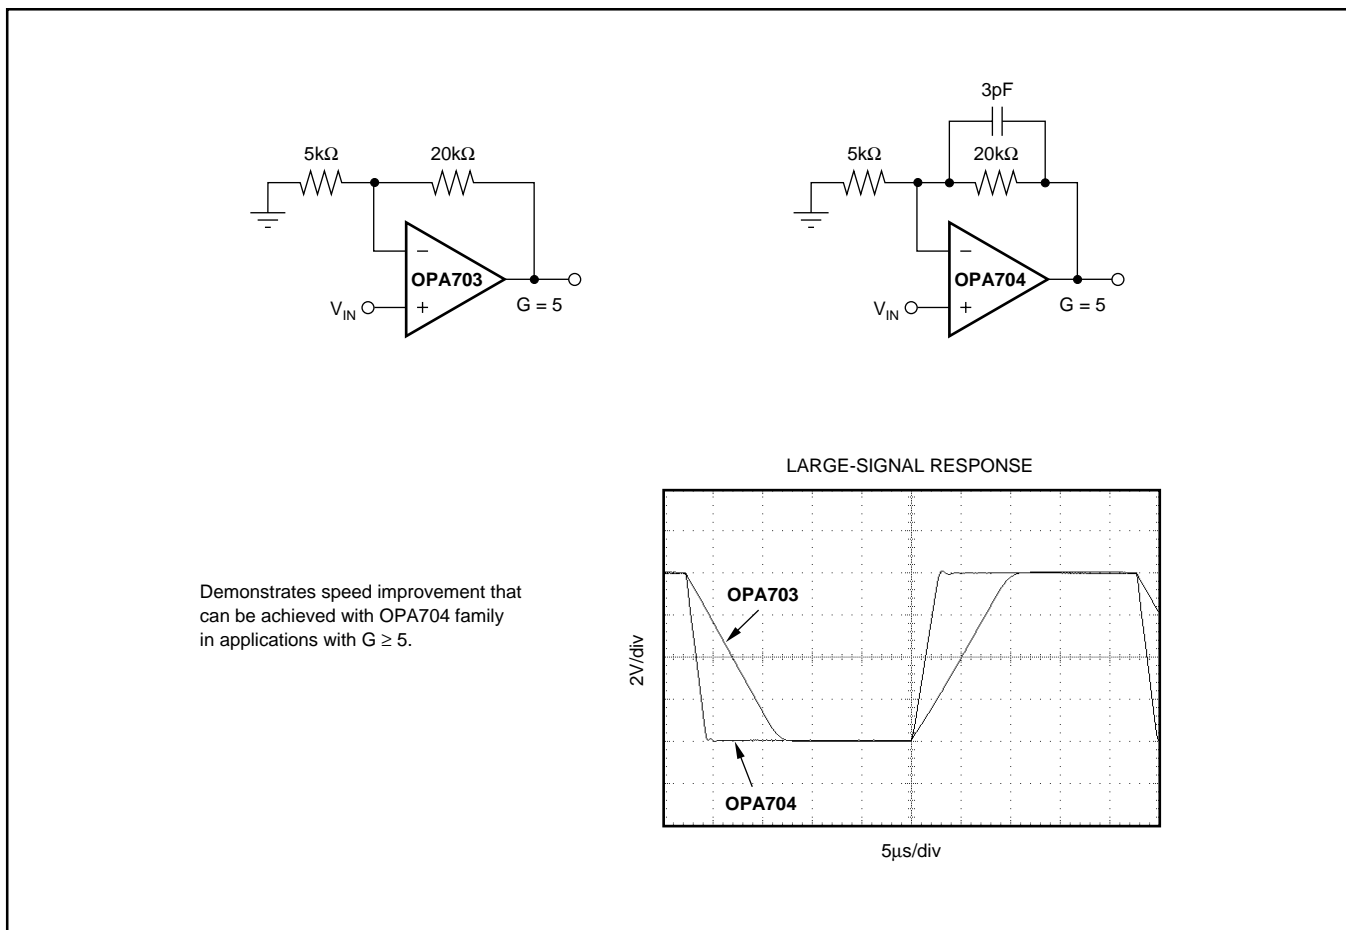 5kΩ
20kΩ
−
OPA703
+
V_IN
G = 5
3pF
5kΩ
20kΩ
−
OPA704
+
V_IN
G = 5
Demonstrates speed improvement that
can be achieved with OPA704 family
in applications with G ≥ 5.
LARGE-SIGNAL RESPONSE
2V/div
OPA703
OPA704
5μs/div